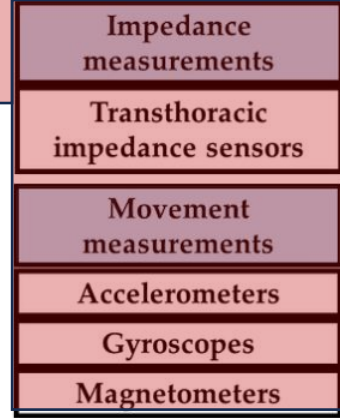 Impedance
measurements
Transthoracic
impedance sensors
Movement
measurements
Accelerometers
Gyroscopes
Magnetometers